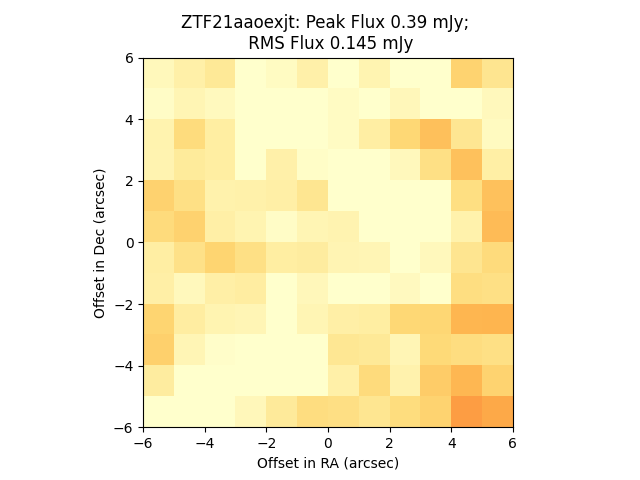 ZTF21aaoexjt: Peak Flux 0.39 mJy;
RMS Flux 0.145 mJy
6
4
2
0
−2
−4
−6
Offset in Dec (arcsec)
−6 −4 −2 0 2 4 6
Offset in RA (arcsec)